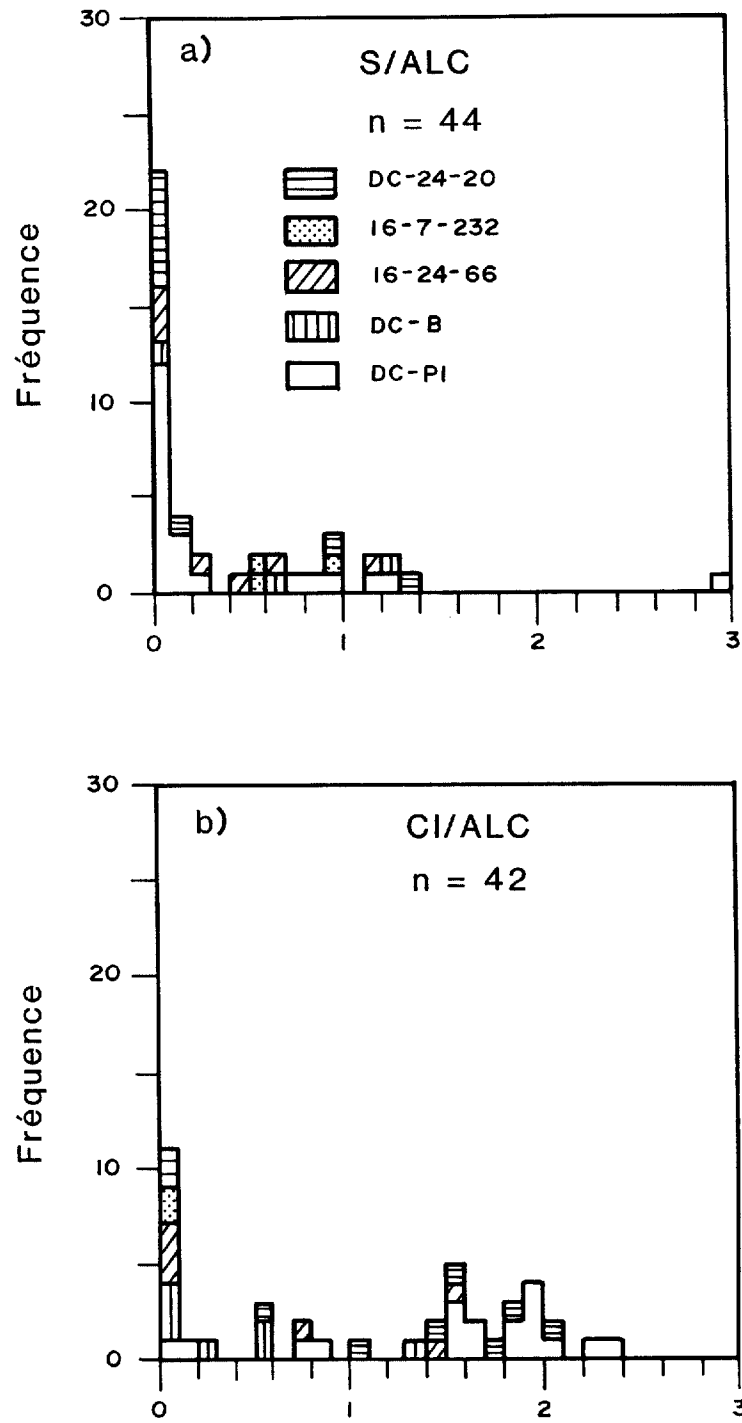 a)
S/ALC
n = 44
DC-24-20
16-7-232
16-24-66
DC-B
DC-PI
Fréquence
30
20
10
0
0 1 2 3
b)
Cl/ALC
n = 42
Fréquence
30
20
10
0
0 1 2 3